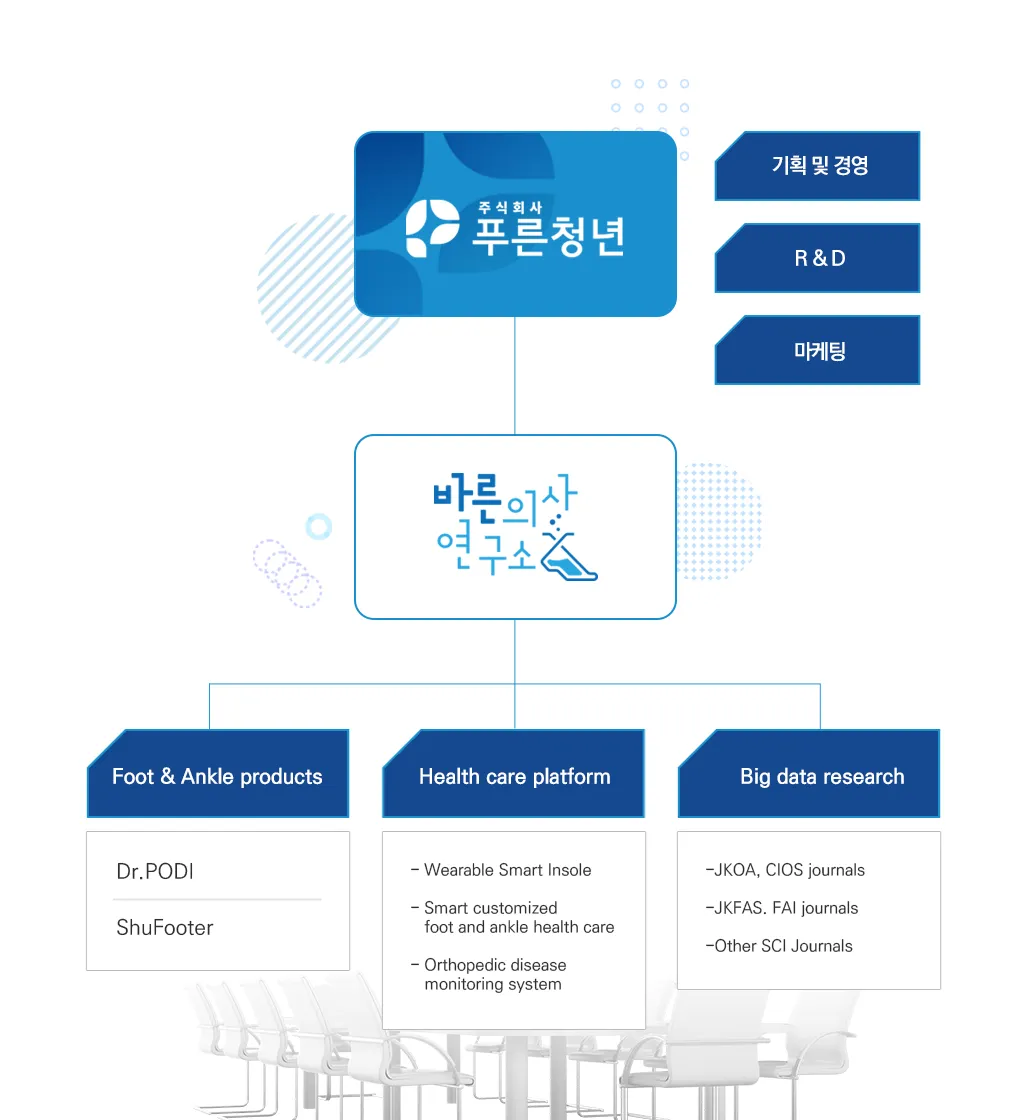 주식회사
푸른청년
기획 및 경영
R & D
마케팅
바른의사
연구소
Foot & Ankle products
Dr.PODI
ShuFooter
Health care platform
- Wearable Smart Insole
- Smart customized
foot and ankle health care
- Orthopedic disease
monitoring system
Big data research
-JKOA, CIOS journals
-JKFAS. FAI journals
-Other SCI Journals